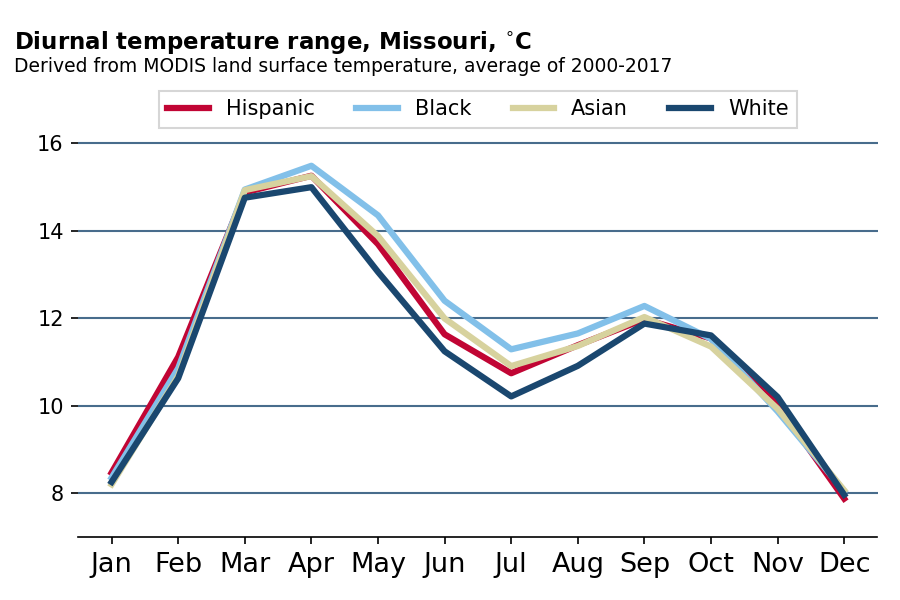 Diurnal temperature range, Missouri, °C
Derived from MODIS land surface temperature, average of 2000-2017
Hispanic Black Asian White
16
14
12
10
8
Jan Feb Mar Apr May Jun Jul Aug Sep Oct Nov Dec